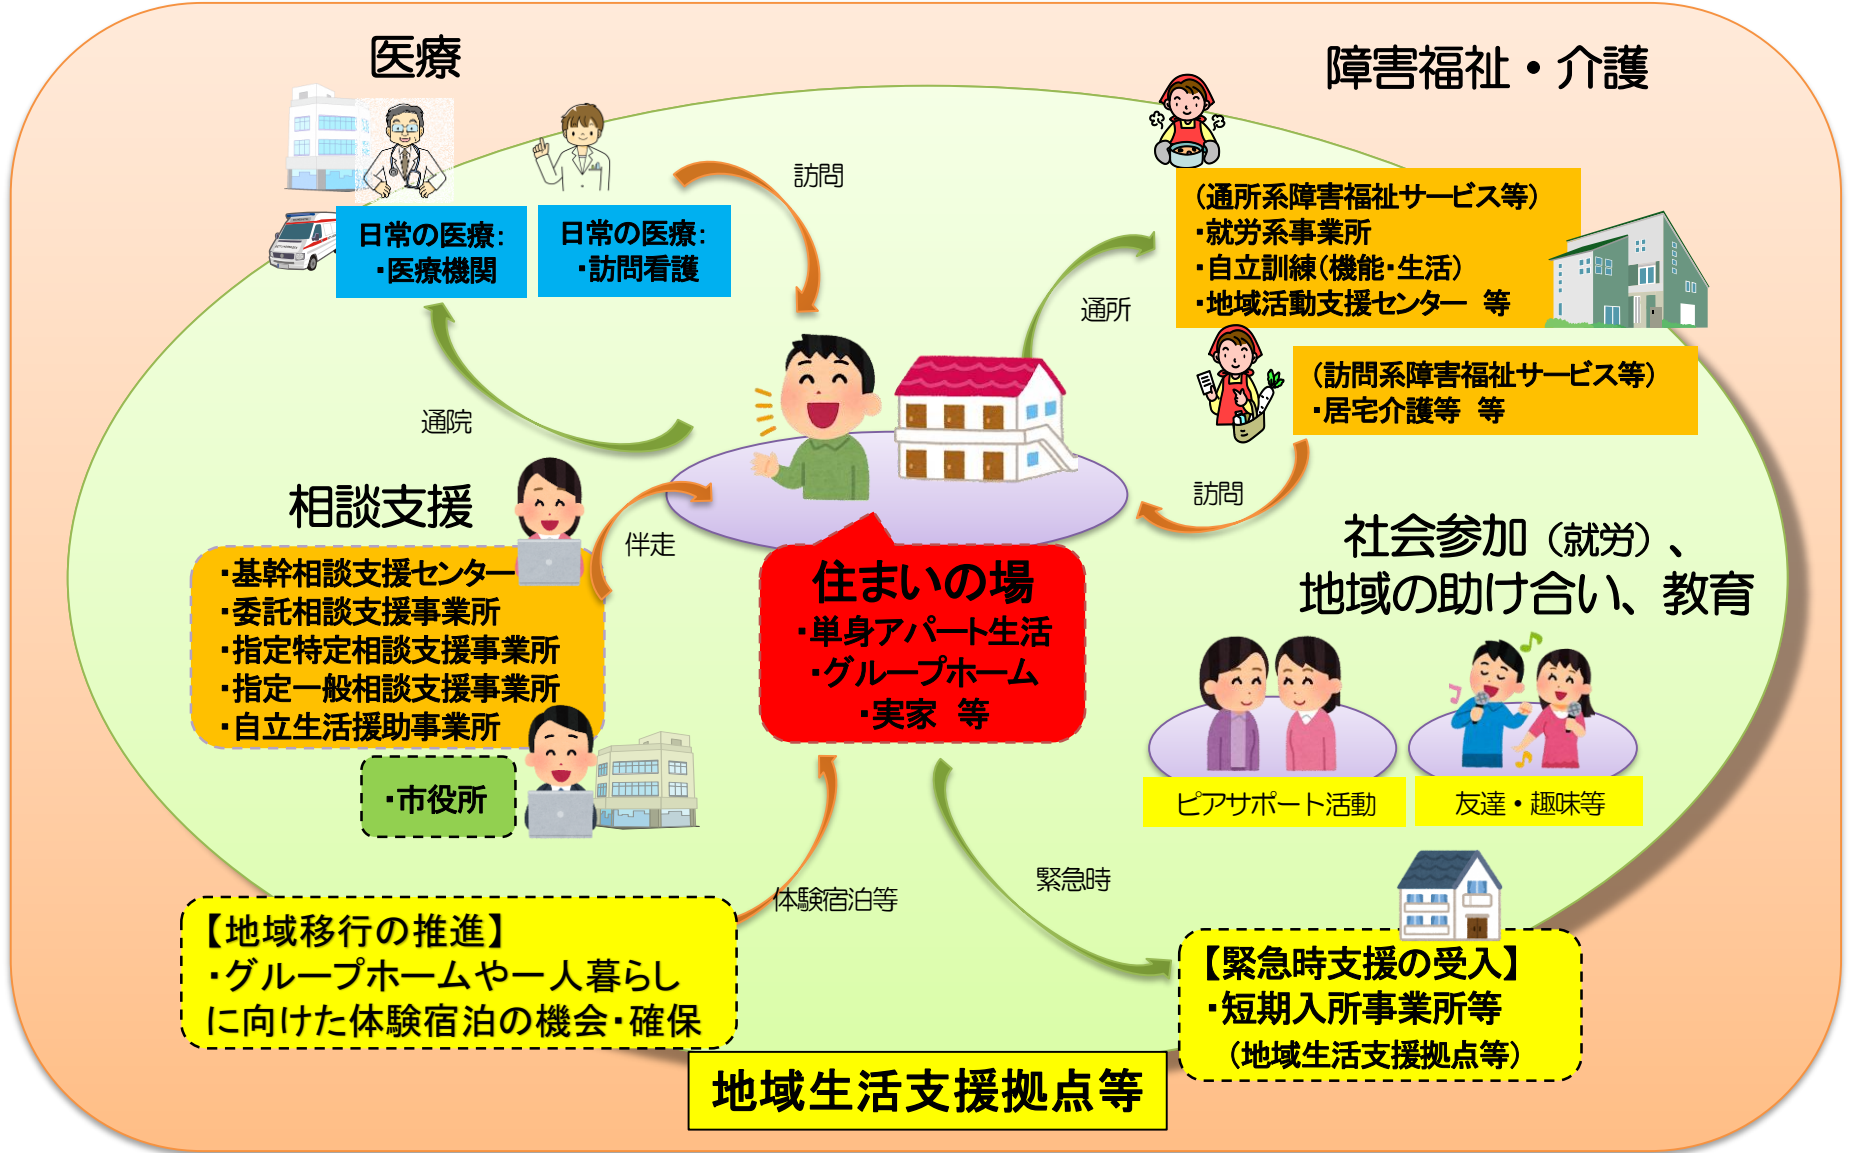 医療
障害福祉・介護
訪問
日常の医療：
・医療機関
日常の医療：
・訪問看護
（通所系障害福祉サービス等）
・就労系事業所
・自立訓練（機能・生活）
・地域活動支援センター　等
通所
（訪問系障害福祉サービス等）
・居宅介護等　等
通院
訪問
相談支援
伴走
・基幹相談支援センター
・委託相談支援事業所
・指定特定相談支援事業所
・指定一般相談支援事業所
・自立生活援助事業所
・市役所
住まいの場
・単身アパート生活
・グループホーム
・実家　等
社会参加（就労）、
地域の助け合い、教育
ピアサポート活動
友達・趣味等
体験宿泊等
緊急時
【地域移行の推進】
・グループホームや一人暮らし
に向けた体験宿泊の機会・確保
【緊急時支援の受入】
・短期入所事業所等
（地域生活支援拠点等）
地域生活支援拠点等